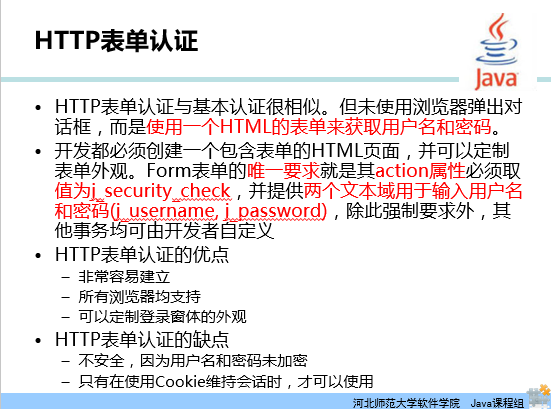 HTTP表单认证
Java
• HTTP表单认证与基本认证很相似。但未使用浏览器弹出对
话框，而是使用一个HTML的表单来获取用户名和密码。
• 开发都必须创建一个包含表单的HTML页面，并可以定制
表单外观。Form表单的唯一要求就是其action属性必须取
值为j_security_check，并提供两个文本域用于输入用户名
和密码(j_username, j_password)，除此强制要求外，其
他事务均可由开发者自定义
• HTTP表单认证的优点
– 非常容易建立
– 所有浏览器均支持
– 可以定制登录窗体的外观
• HTTP表单认证的缺点
– 不安全，因为用户名和密码未加密
– 只有在使用Cookie维持会话时，才可以使用
河北师范大学软件学院 Java课程组